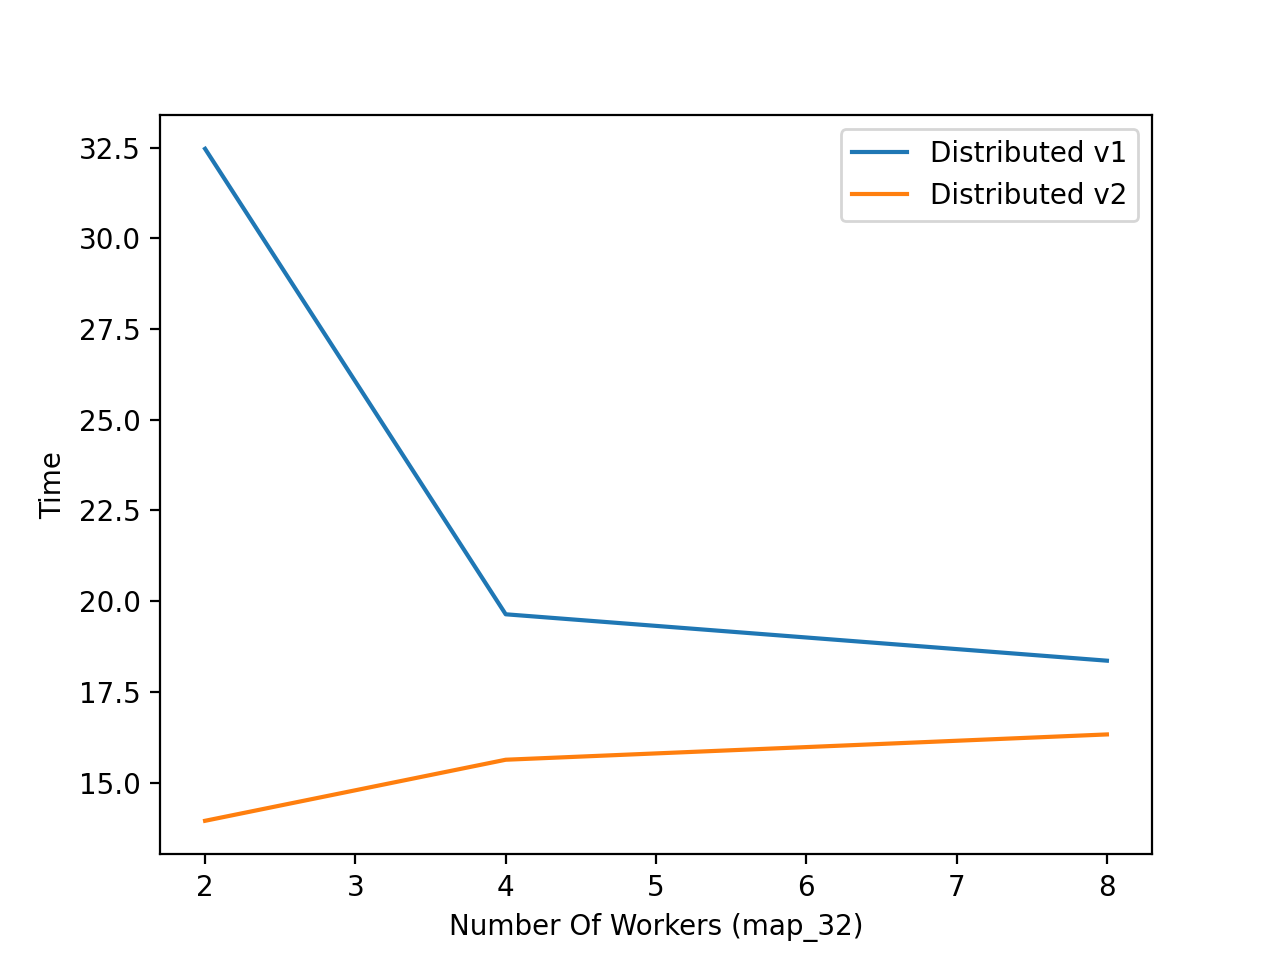 Distributed v1
Distributed v2
32.5
30.0
27.5
25.0
22.5
20.0
17.5
15.0
Time
2 3 4 5 6 7 8
Number Of Workers (map_32)